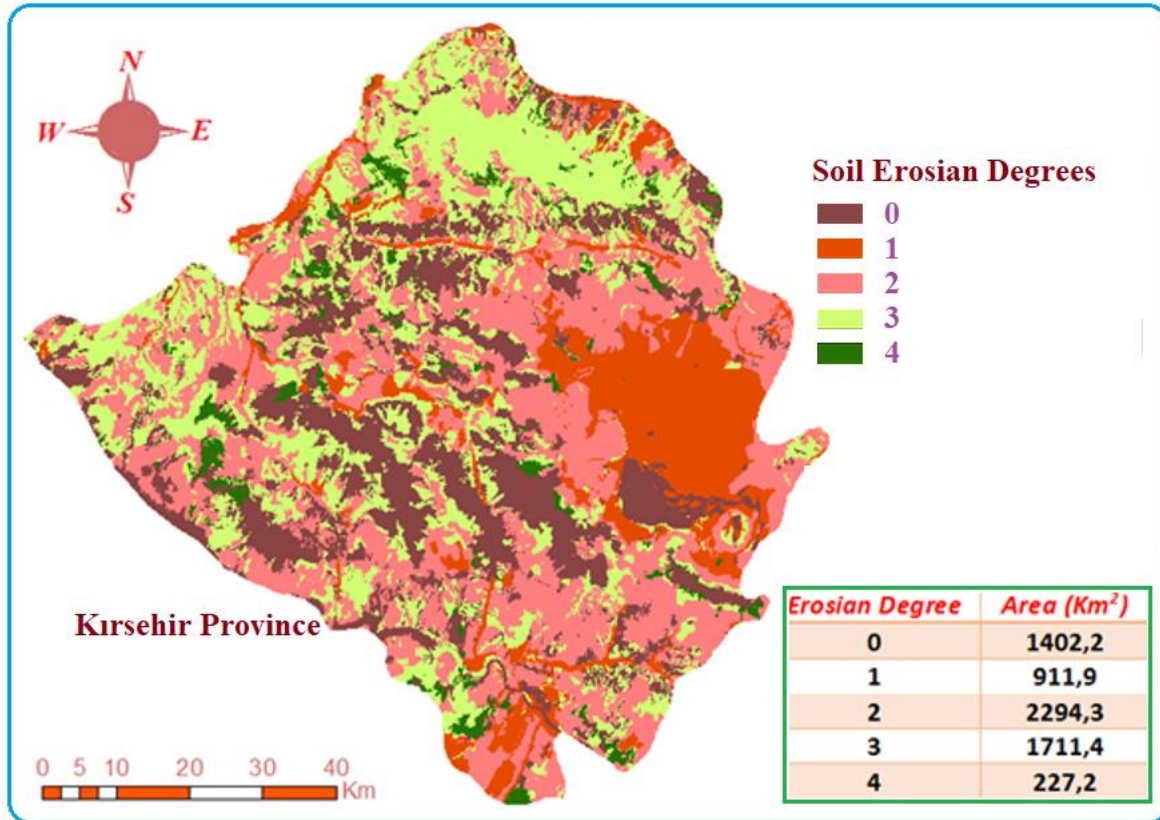 N
W E
S
Soil Erosian Degrees
0
1
2
3
4
Kırsehir Province
Erosian Degree Area (Km²)
0 1402,2
1 911,9
2 2294,3
3 1711,4
4 227,2
0 5 10 20 30 40
Km